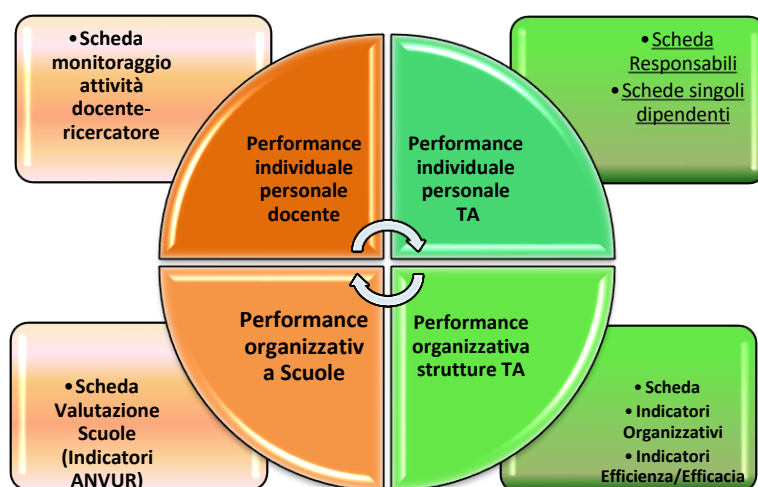 • Scheda
monitoraggio
attività
docente-
ricercatore
• Scheda
Responsabili
• Schede singoli
dipendenti
Performance
individuale
personale
docente
Performance
individuale
personale
TA
Performance
organizzativ
a Scuole
Performance
organizzativa
strutture TA
• Scheda
Valutazione
Scuole
(Indicatori
ANVUR)
• Scheda
• Indicatori
Organizzativi
• Indicatori
Efficienza/Efficacia